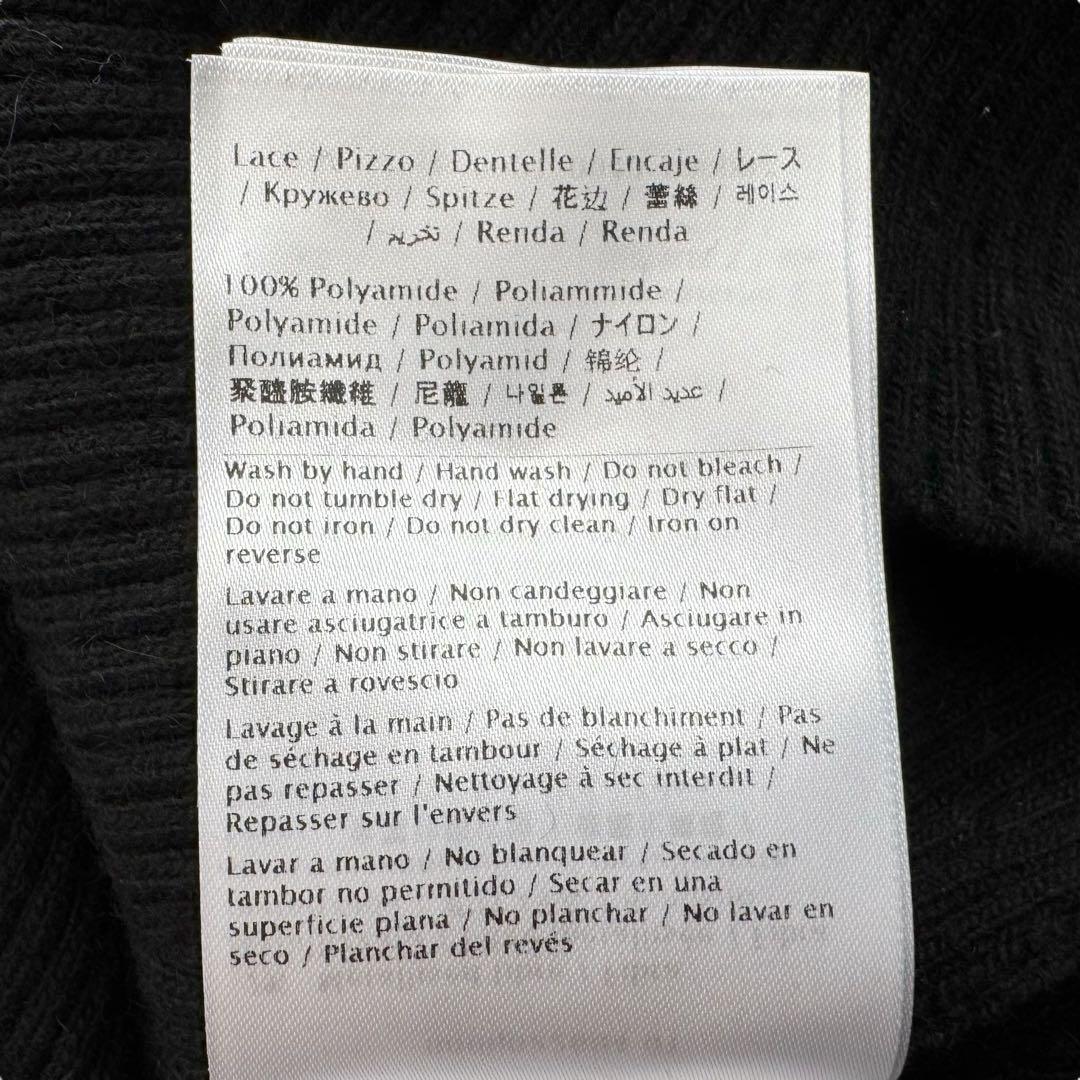 Lace / Pizzo / Dentelle / Encaje / レース
/ Кружево / Spitze / 花边 / 蕾絲 / 레이스
/ تخريم / Renda / Renda
100% Polyamide / Poliammide /
Polyamide / Poliamida / ナイロン /
Полиамид / Polyamid / 锦纶 /
聚醯胺纖維 / 尼龍 / 나일론 / عديد الأميد /
Poliamida / Polyamide
Wash by hand / Hand wash / Do not bleach /
Do not tumble dry / Flat drying / Dry flat /
Do not iron / Do not dry clean / Iron on
reverse
Lavare a mano / Non candeggiare / Non
usare asciugatrice a tamburo / Asciugare in
piano / Non stirare / Non lavare a secco /
Stirare a rovescio
Lavage à la main / Pas de blanchiment / Pas
de séchage en tambour / Séchage à plat / Ne
pas repasser / Nettoyage à sec interdit /
Repasser sur l'envers
Lavar a mano / No blanquear / Secado en
tambor no permitido / Secar en una
superficie plana / No planchar / No lavar en
seco / Planchar del revés